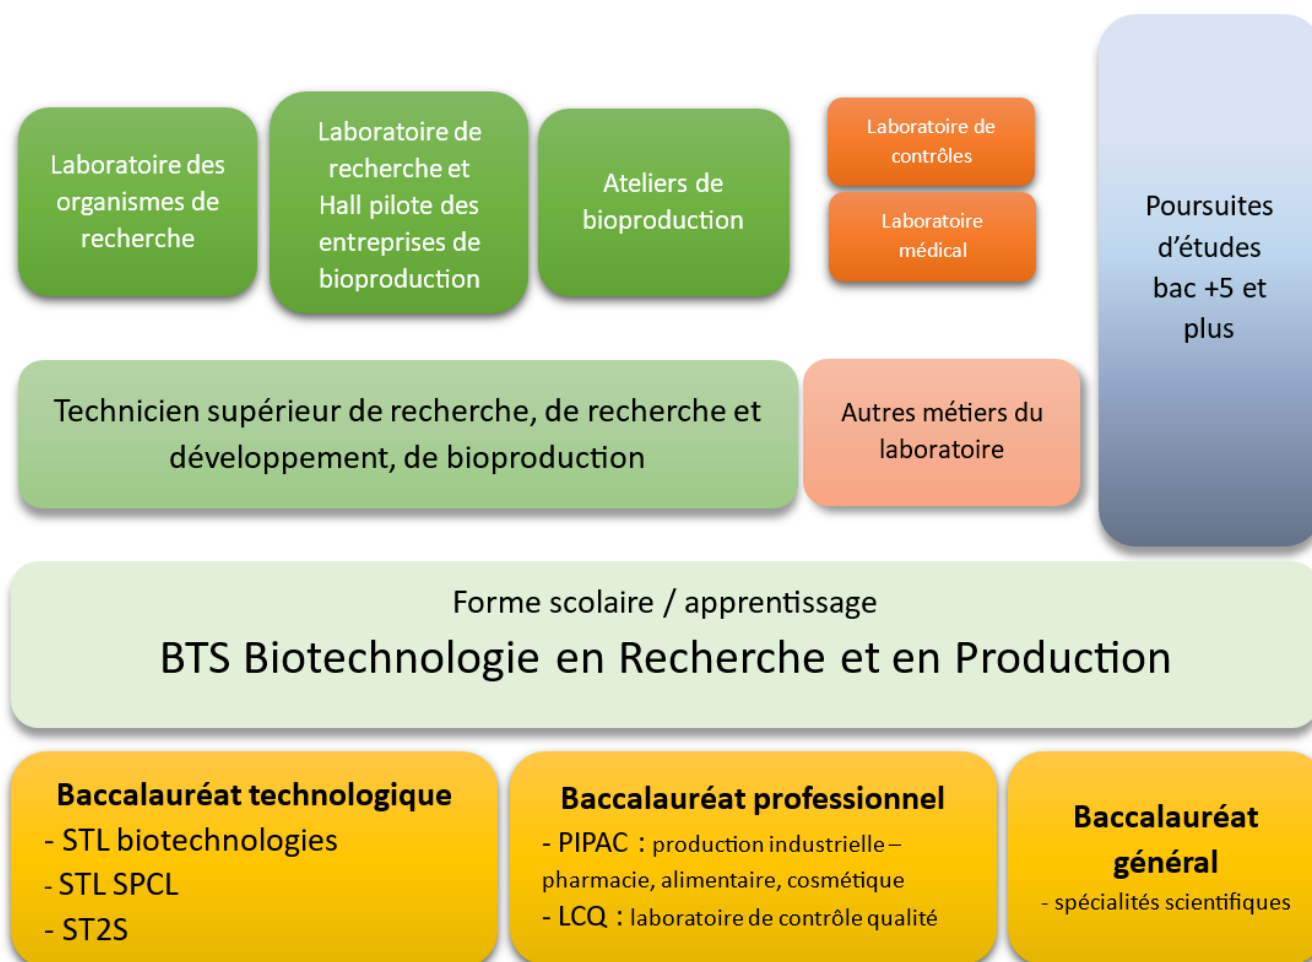 Laboratoire des
organismes de
recherche
Laboratoire de
recherche et
Hall pilote des
entreprises de
bioproduction
Ateliers de
bioproduction
Laboratoire de
contrôles
Laboratoire
médical
Poursuites
d’études
bac +5 et
plus
Technicien supérieur de recherche, de recherche et
développement, de bioproduction
Autres métiers du
laboratoire
Forme scolaire / apprentissage
BTS Biotechnologie en Recherche et en Production
Baccalauréat technologique
- STL biotechnologies
- STL SPCL
- ST2S
Baccalauréat professionnel
- PIPAC : production industrielle –
pharmacie, alimentaire, cosmétique
- LCQ : laboratoire de contrôle qualité
Baccalauréat
général
- spécialités scientifiques